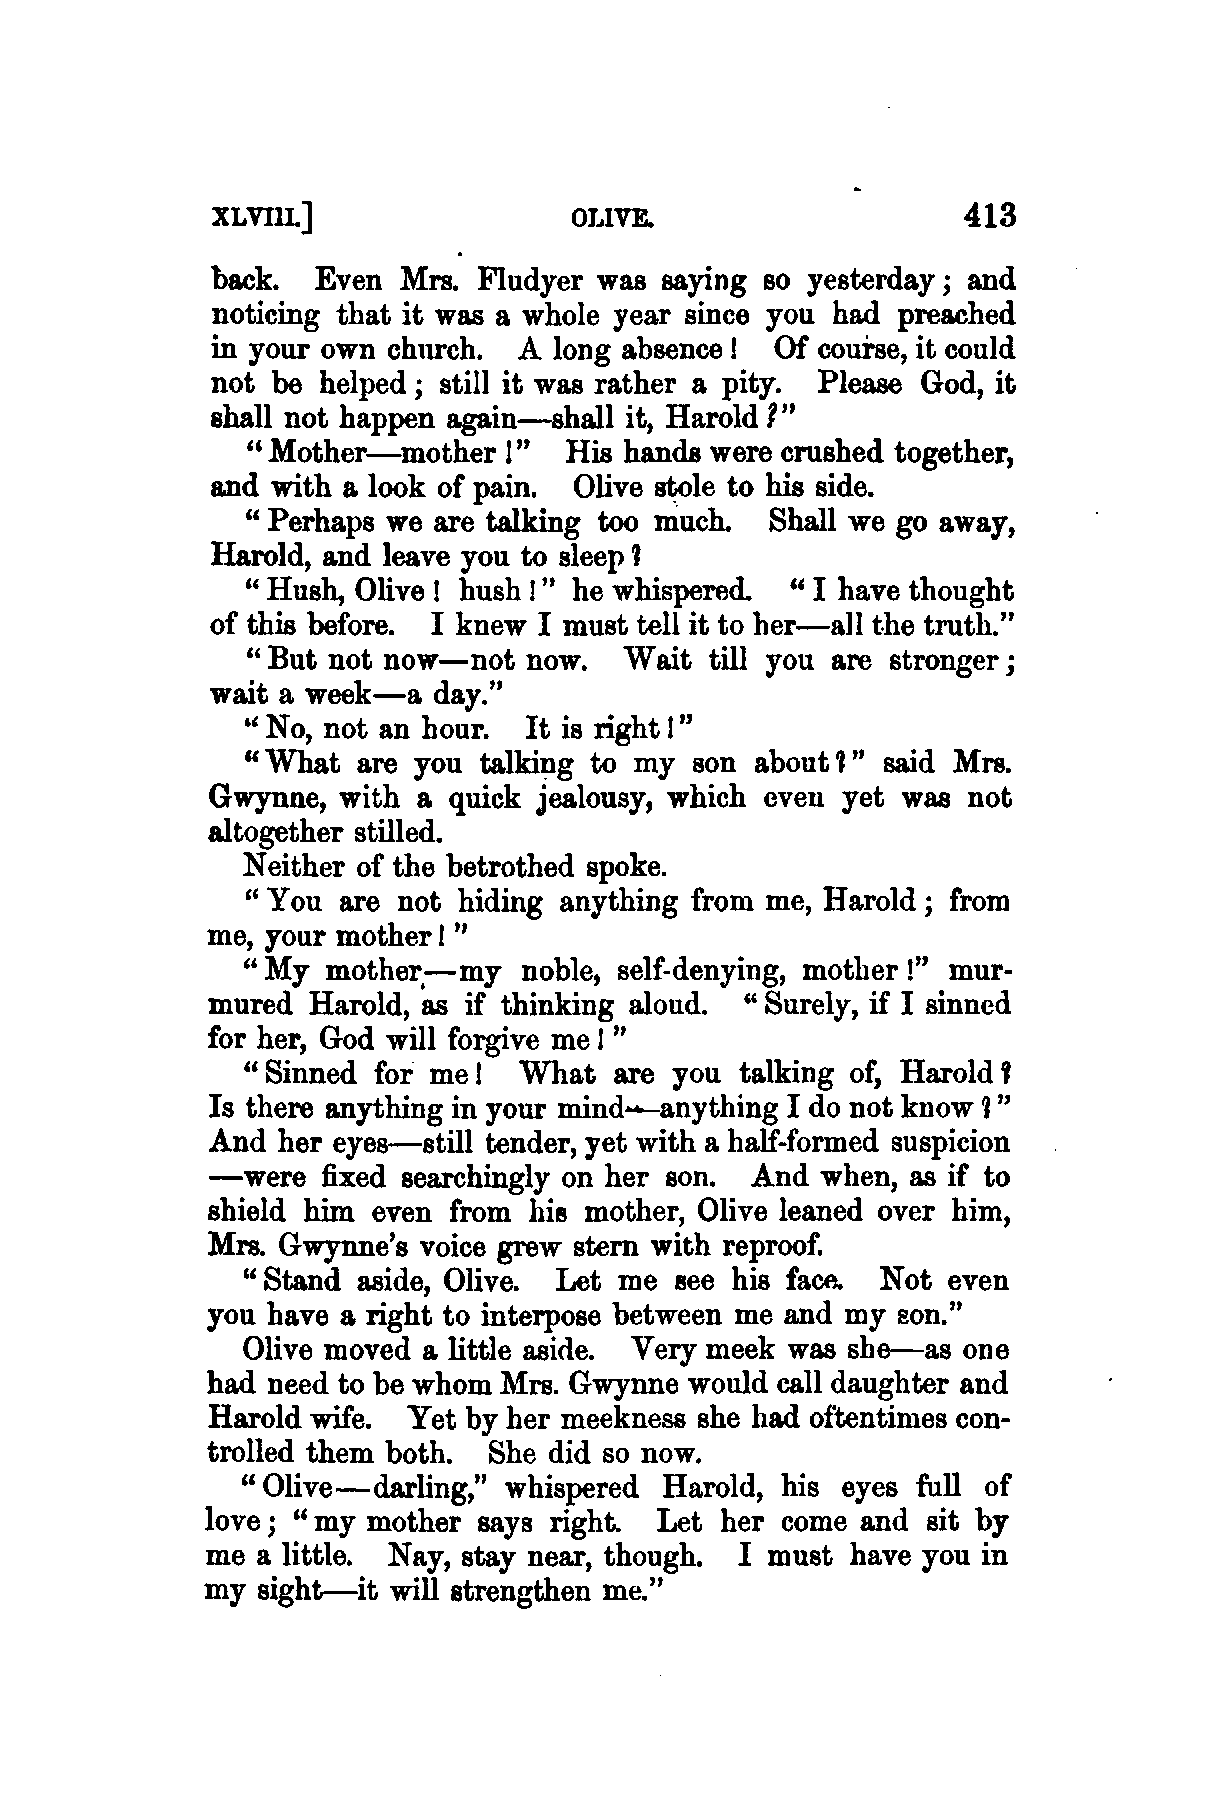 XLVIII.] OLIVE. 413
back. Even Mrs. Fludyer was saying so yesterday; and
noticing that it was a whole year since you had preached
in your own church. A long absence! Of course, it could
not be helped; still it was rather a pity. Please God, it
shall not happen again—shall it, Harold?"
"Mother—mother!" His hands were crushed together,
and with a look of pain. Olive stole to his side.
"Perhaps we are talking too much. Shall we go away,
Harold, and leave you to sleep?
"Hush, Olive! hush!" he whispered. "I have thought
of this before. I knew I must tell it to her—all the truth."
"But not now—not now. Wait till you are stronger;
wait a week—a day."
"No, not an hour. It is right!"
"What are you talking to my son about?" said Mrs.
Gwynne, with a quick jealousy, which even yet was not
altogether stilled.
Neither of the betrothed spoke.
"You are not hiding anything from me, Harold; from
me, your mother!"
"My mother,—my noble, self-denying, mother!" mur-
mured Harold, as if thinking aloud. "Surely, if I sinned
for her, God will forgive me!"
"Sinned for me! What are you talking of, Harold?
Is there anything in your mind—anything I do not know?"
And her eyes—still tender, yet with a half-formed suspicion
—were fixed searchingly on her son. And when, as if to
shield him even from his mother, Olive leaned over him,
Mrs. Gwynne's voice grew stern with reproof.
"Stand aside, Olive. Let me see his face. Not even
you have a right to interpose between me and my son."
Olive moved a little aside. Very meek was she—as one
had need to be whom Mrs. Gwynne would call daughter and
Harold wife. Yet by her meekness she had oftentimes con-
trolled them both. She did so now.
"Olive—darling," whispered Harold, his eyes full of
love; "my mother says right. Let her come and sit by
me a little. Nay, stay near, though. I must have you in
my sight—it will strengthen me."